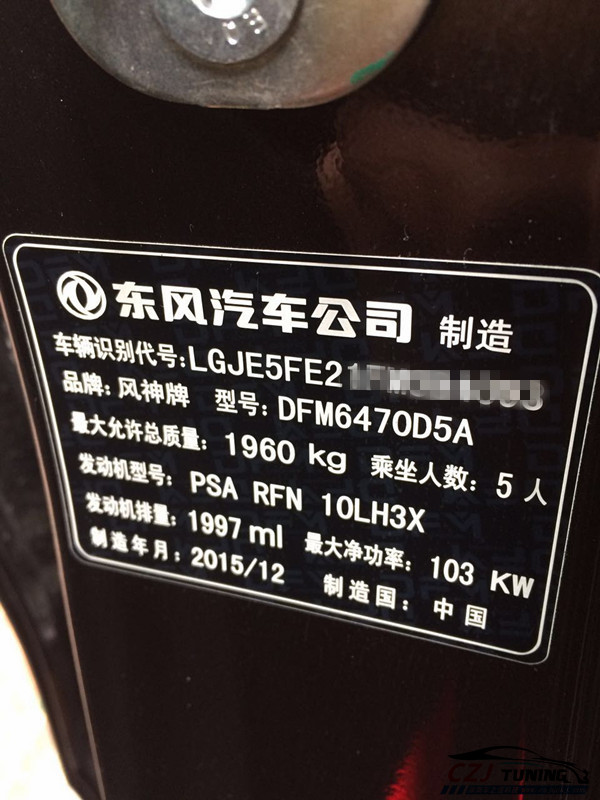 东风汽车公司 制造
车辆识别代号:LGJE5FE2
品牌:风神牌 型号:DFM6470D5A
最大允许总质量:1960 kg 乘坐人数:5 人
发动机型号:PSA RFN 10LH3X
发动机排量:1997 ml 最大净功率:103 KW
制造年月:2015/12 制造国:中国
CZJ TUNING